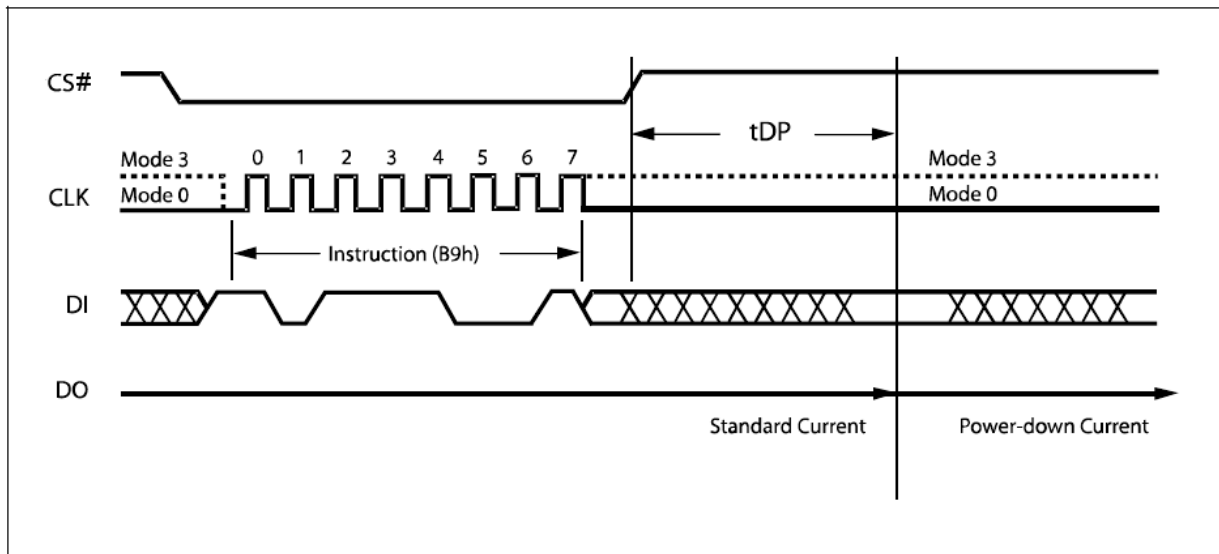 CS#
tDP
Mode 3
0 1 2 3 4 5 6 7
Mode 3
CLK
Mode 0
Mode 0
Instruction (B9h)
DI
DO
Standard Current
Power-down Current